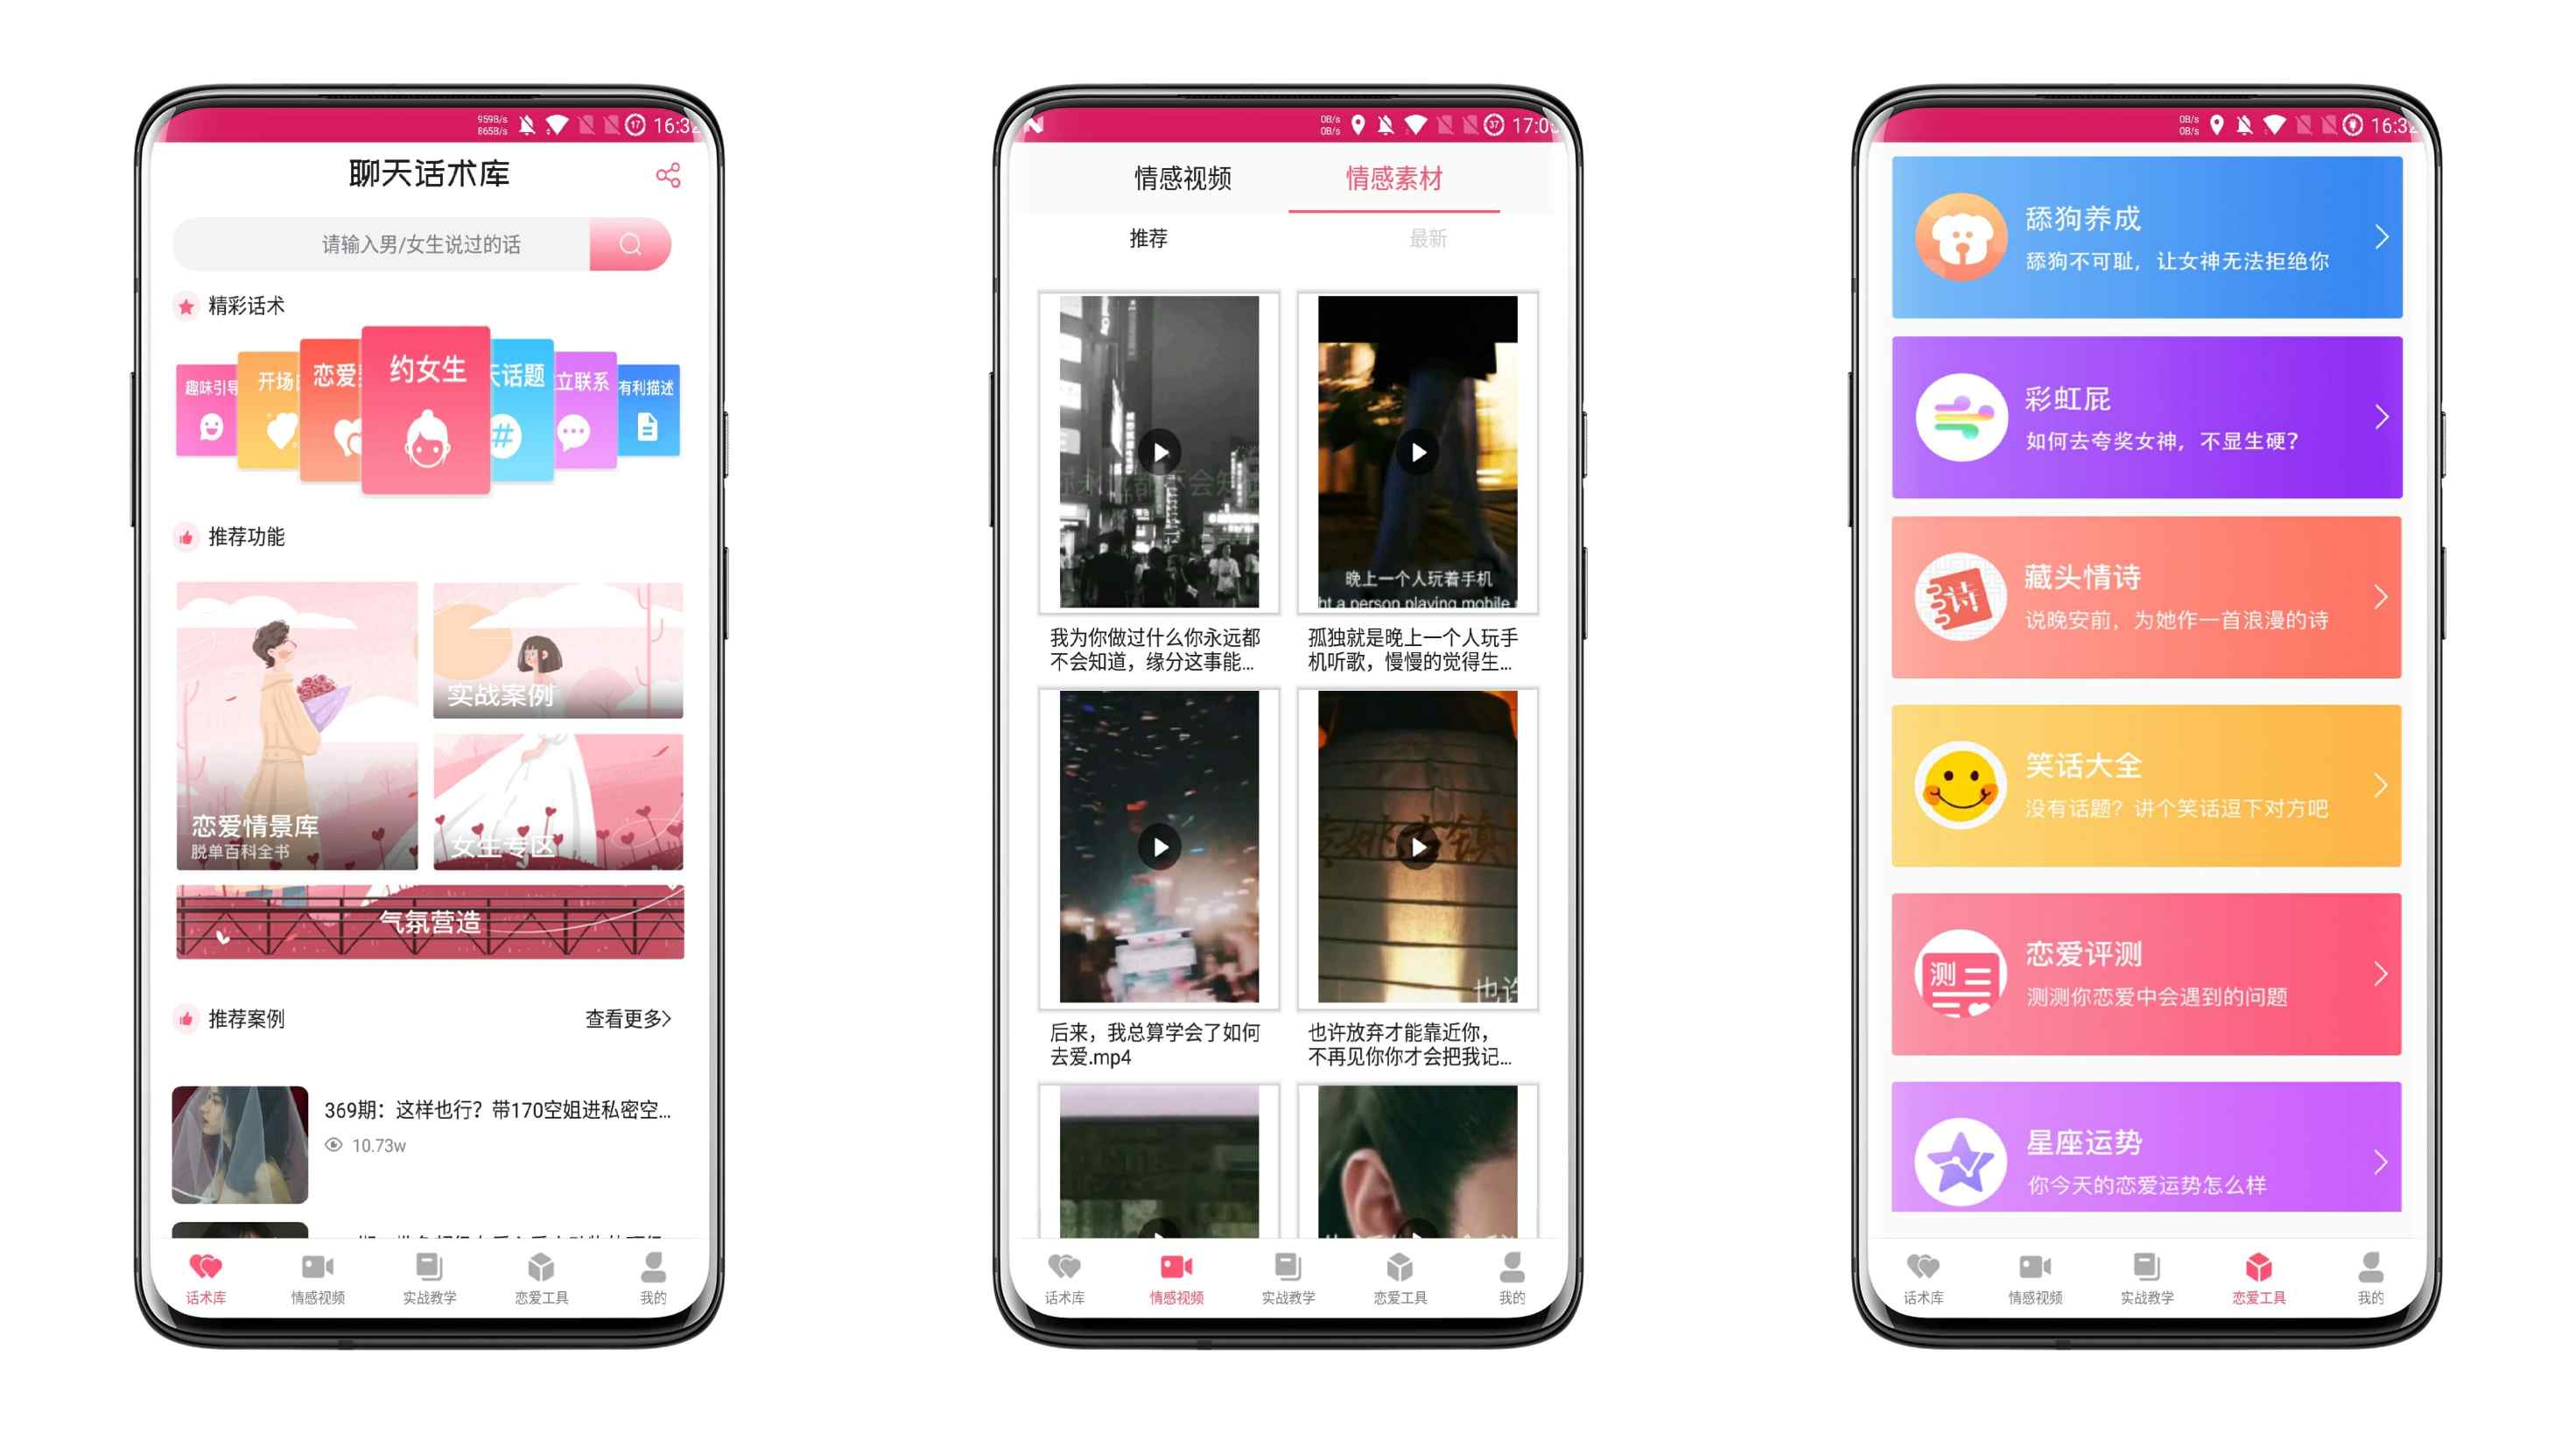 959B/s
865B/s
17
16:32
聊天话术库
请输入男/女生说过的话
精彩话术
趣味引导
开场
恋爱
约女生
话题
立联系
有利描述
#
推荐功能
实战案例
恋爱情景库
脱单百科全书
女生专区
气氛营造
推荐案例
查看更多>
369期：这样也行？带170空姐进私密空...
10.73w
话术库
情感视频
实战教学
恋爱工具
我的
0B/s
0B/s
37
17:0
情感视频
情感素材
推荐
最新
晚上一个人玩着手机
ht a person playing mobile
我为你做过什么你永远都
不会知道，缘分这事能...
孤独就是晚上一个人玩手
机听歌，慢慢的觉得生...
也许
后来，我总算学会了如何
去爱.mp4
也许放弃才能靠近你，
不再见你你才会把我记...
话术库
情感视频
实战教学
恋爱工具
我的
0B/s
0B/s
16:32
舔狗养成
舔狗不可耻，让女神无法拒绝你
彩虹屁
如何去夸奖女神，不显生硬？
诗
藏头情诗
说晚安前，为她作一首浪漫的诗
笑话大全
没有话题？讲个笑话逗下对方吧
测
恋爱评测
测测你恋爱中会遇到的问题
星座运势
你今天的恋爱运势怎么样
话术库
情感视频
实战教学
恋爱工具
我的